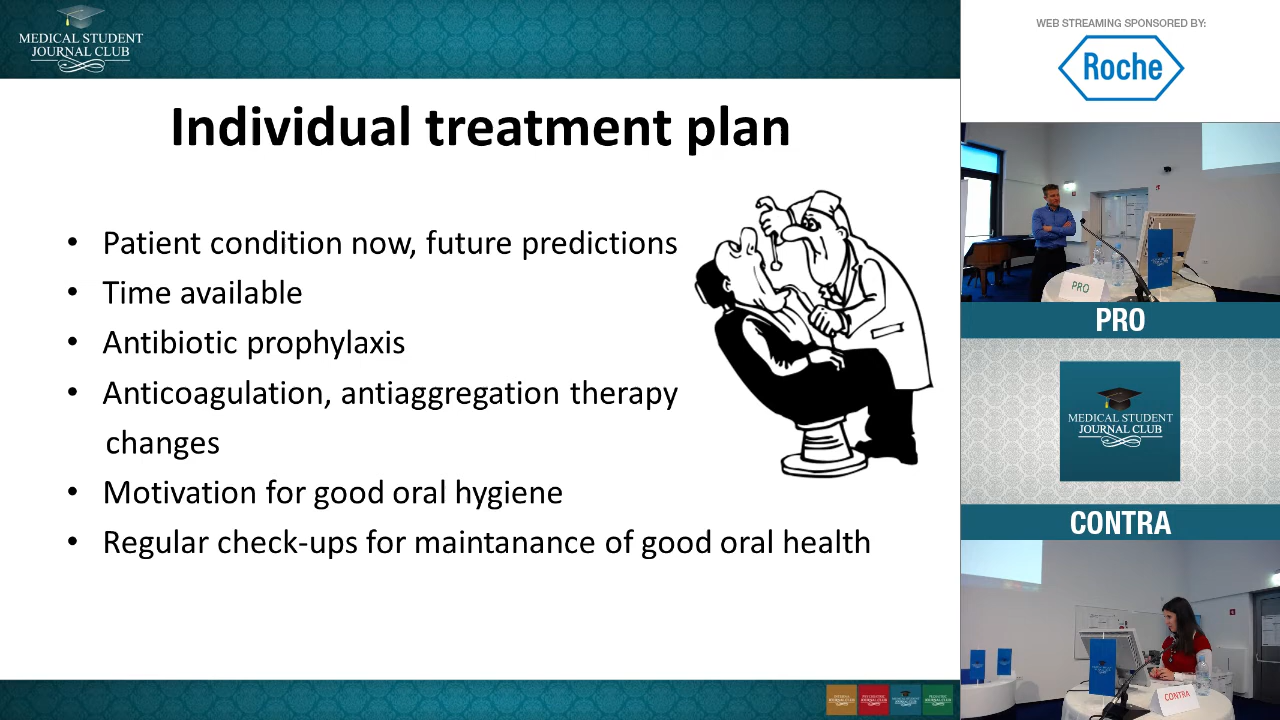 MEDICAL STUDENT
JOURNAL CLUB
Individual treatment plan
• Patient condition now, future predictions
• Time available
• Antibiotic prophylaxis
• Anticoagulation, antiaggregation therapy
changes
• Motivation for good oral hygiene
• Regular check-ups for maintanance of good oral health
WEB STREAMING SPONSORED BY:
Roche
PRO
PRO
MEDICAL STUDENT
JOURNAL CLUB
CONTRA
CONTRA